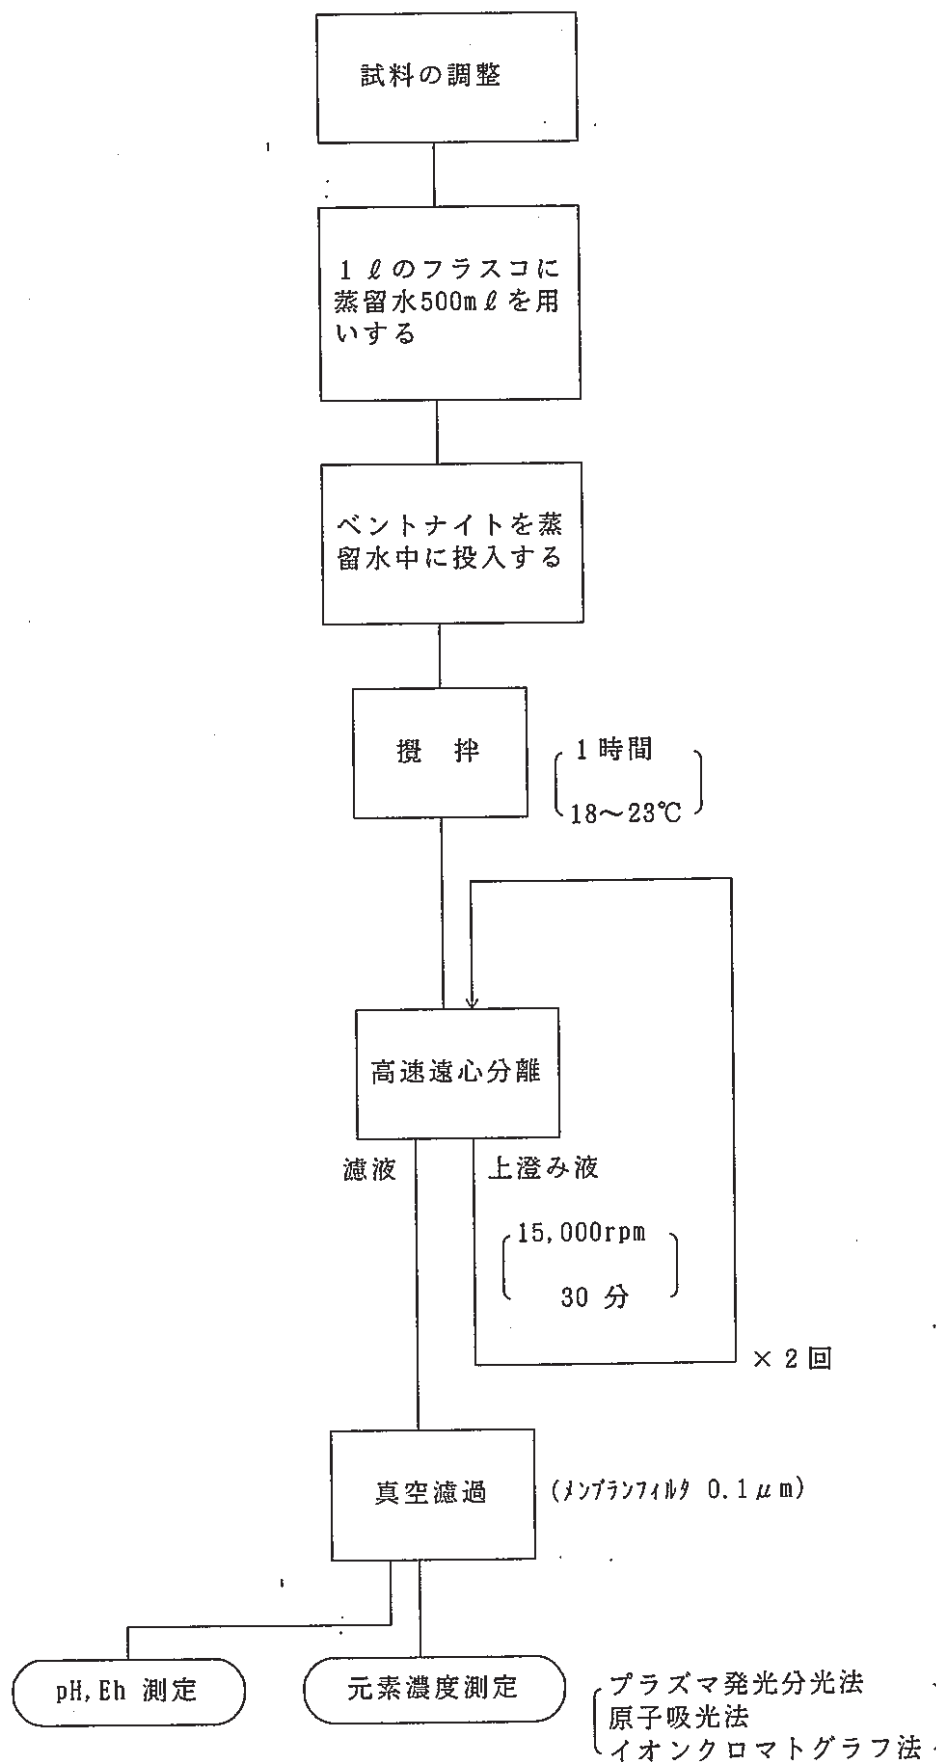 試料の調整
1 ℓのフラスコに
蒸留水500mℓを用
いする
ベントナイトを蒸
留水中に投入する
攪 拌
1時間
18～23℃
高速遠心分離
濾液
上澄み液
15,000rpm
30 分
×2回
真空濾過
(メンブランフィルタ 0.1μm)
pH,Eh 測定
元素濃度測定
プラズマ発光分光法
原子吸光法
イオンクロマトグラフ法